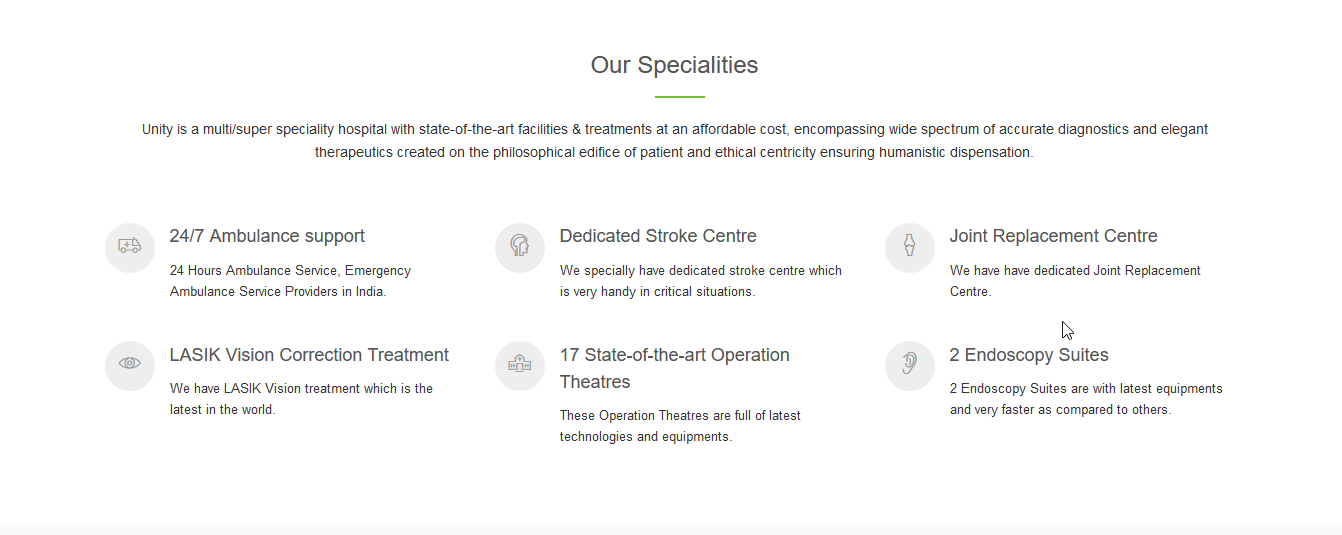 Our Specialities
Unity is a multi/super speciality hospital with state-of-the-art facilities & treatments at an affordable cost, encompassing wide spectrum of accurate diagnostics and elegant
therapeutics created on the philosophical edifice of patient and ethical centricity ensuring humanistic dispensation.
24/7 Ambulance support
24 Hours Ambulance Service, Emergency
Ambulance Service Providers in India.
Dedicated Stroke Centre
We specially have dedicated stroke centre which
is very handy in critical situations.
Joint Replacement Centre
We have have dedicated Joint Replacement
Centre.
LASIK Vision Correction Treatment
We have LASIK Vision treatment which is the
latest in the world.
17 State-of-the-art Operation
Theatres
These Operation Theatres are full of latest
technologies and equipments.
2 Endoscopy Suites
2 Endoscopy Suites are with latest equipments
and very faster as compared to others.